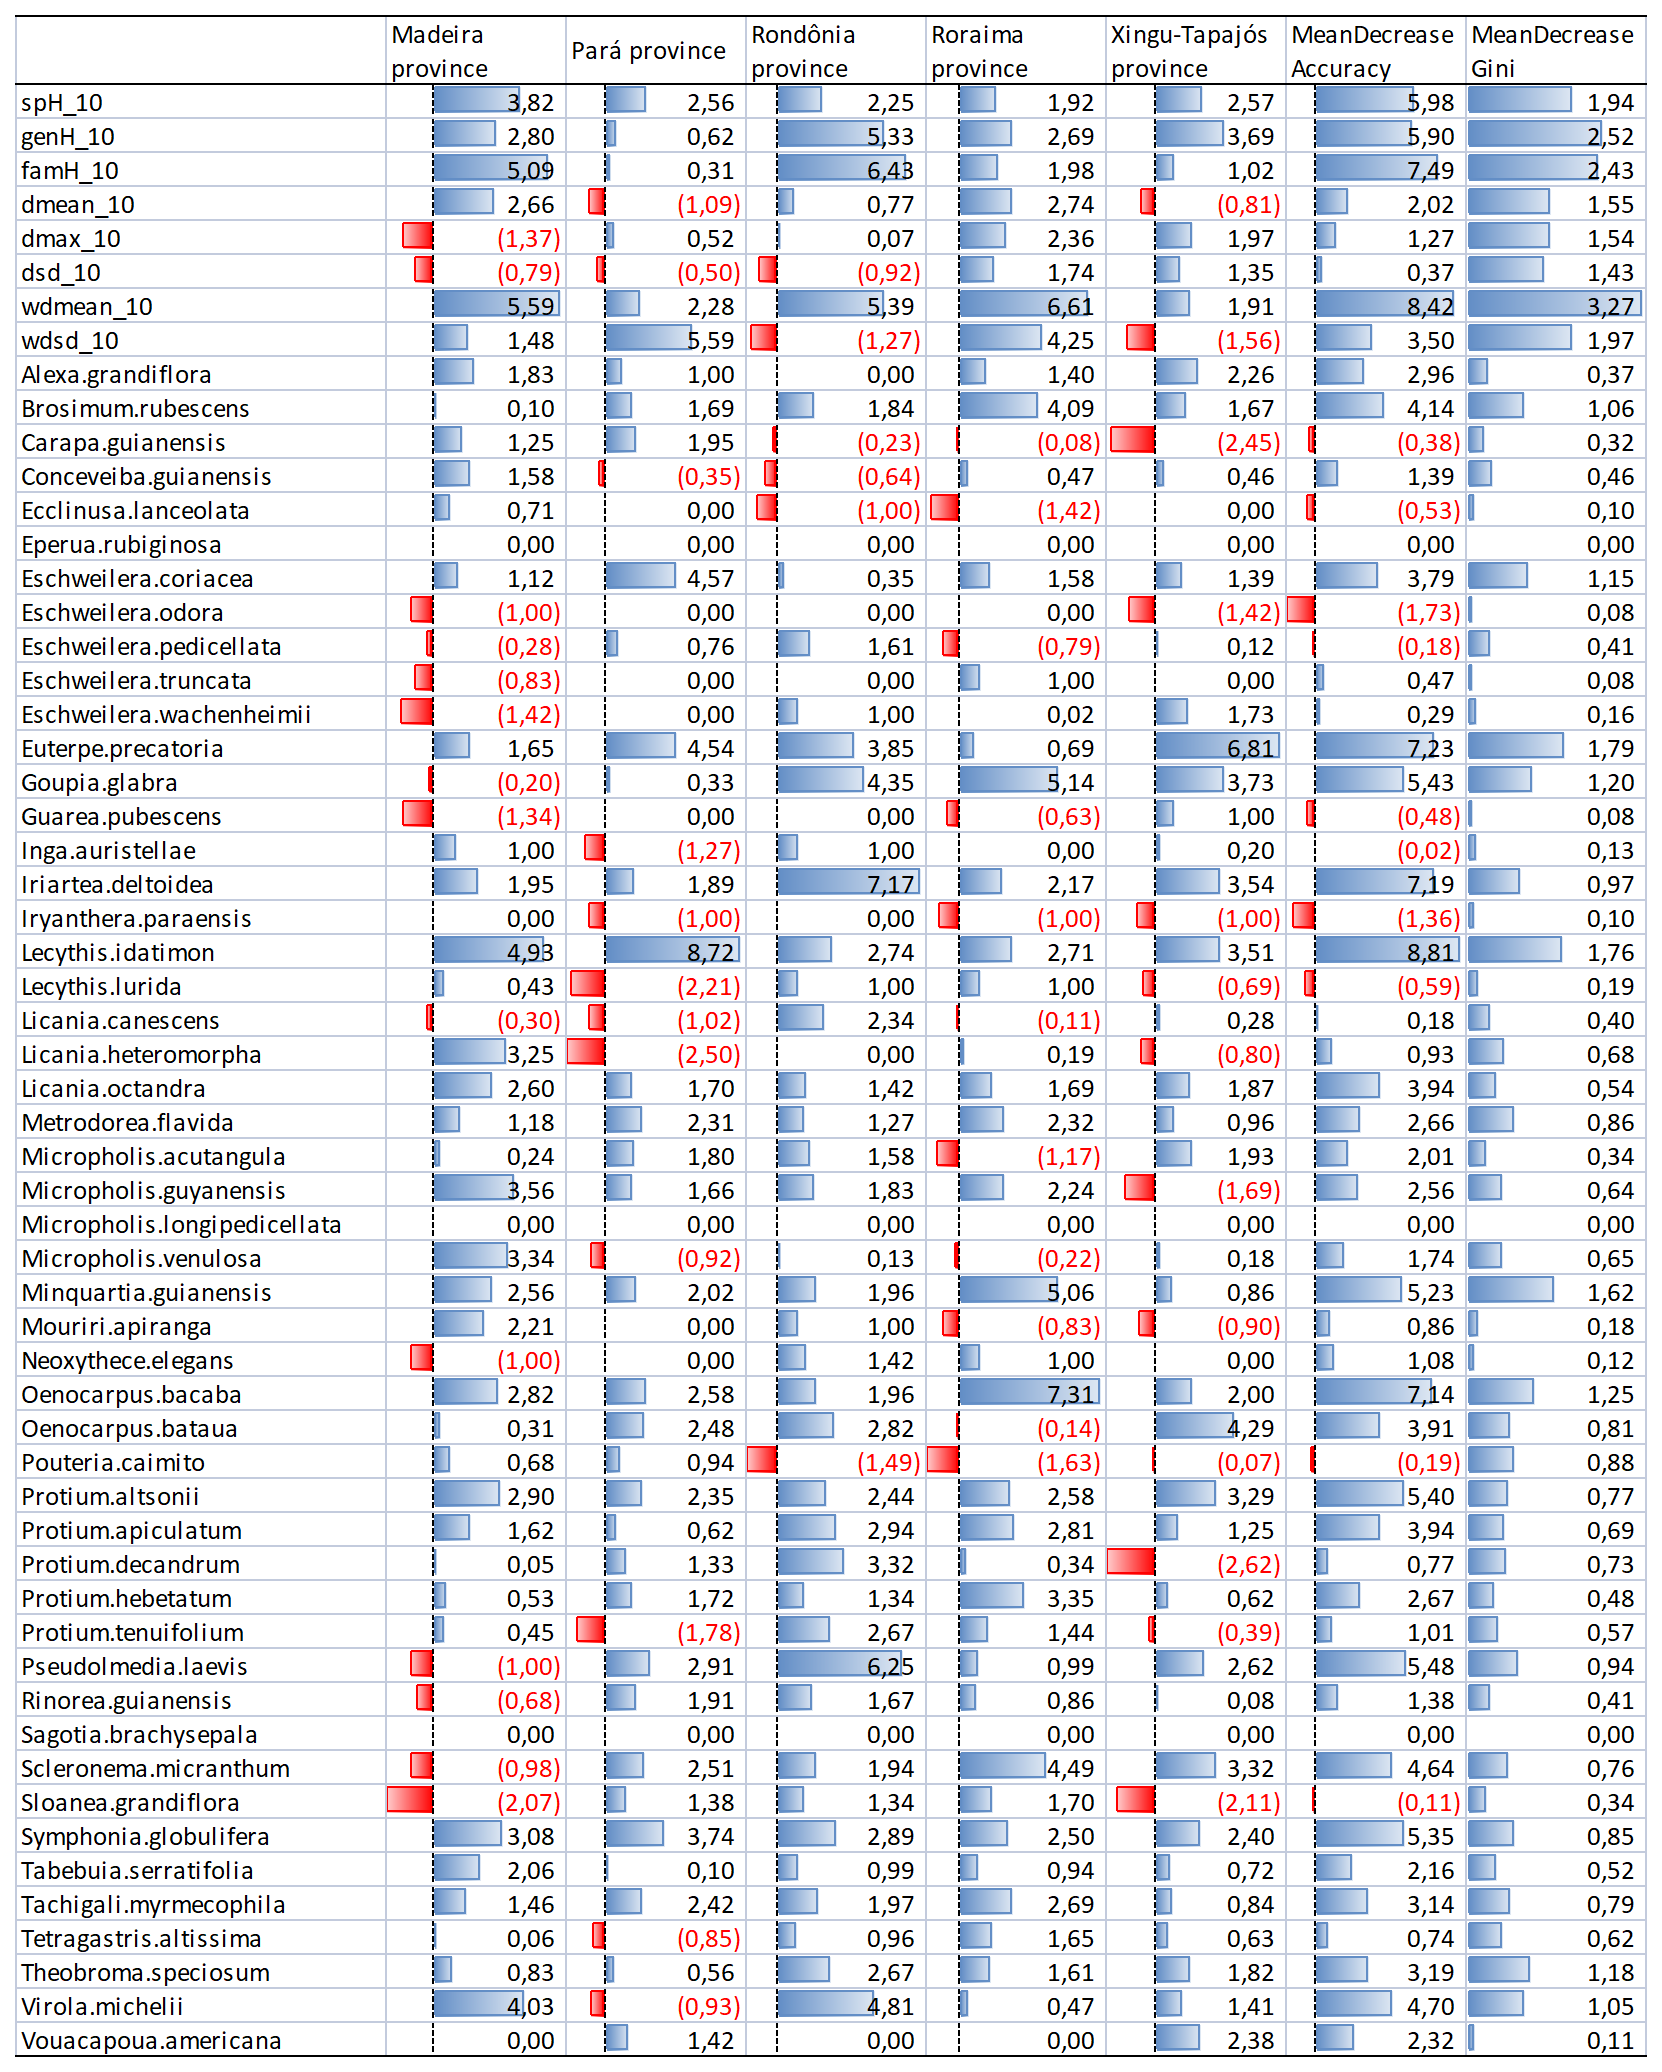 Madeira province Pará province Rondônia province Roraima province Xingu-Tapajós province MeanDecrease Accuracy MeanDecrease Gini
spH_10 3,82 2,56 2,25 1,92 2,57 5,98 1,94
genH_10 2,80 0,62 5,33 2,69 3,69 5,90 2,52
famH_10 5,09 0,31 6,43 1,98 1,02 7,49 2,43
dmean_10 2,66 (1,09) 0,77 2,74 (0,81) 2,02 1,55
dmax_10 (1,37) 0,52 0,07 2,36 1,97 1,27 1,54
dsd_10 (0,79) (0,50) (0,92) 1,74 1,35 0,37 1,43
wdmean_10 5,59 2,28 5,39 6,61 1,91 8,42 3,27
wdsd_10 1,48 5,59 (1,27) 4,25 (1,56) 3,50 1,97
Alexa.grandiflora 1,83 1,00 0,00 1,40 2,26 2,96 0,37
Brosimum.rubescens 0,10 1,69 1,84 4,09 1,67 4,14 1,06
Carapa.guianensis 1,25 1,95 (0,23) (0,08) (2,45) (0,38) 0,32
Conceveiba.guianensis 1,58 (0,35) (0,64) 0,47 0,46 1,39 0,46
Ecclinusa.lanceolata 0,71 0,00 (1,00) (1,42) 0,00 (0,53) 0,10
Eperua.rubiginosa 0,00 0,00 0,00 0,00 0,00 0,00 0,00
Eschweilera.coriacea 1,12 4,57 0,35 1,58 1,39 3,79 1,15
Eschweilera.odora (1,00) 0,00 0,00 0,00 (1,42) (1,73) 0,08
Eschweilera.pedicellata (0,28) 0,76 1,61 (0,79) 0,12 (0,18) 0,41
Eschweilera.truncata (0,83) 0,00 0,00 1,00 0,00 0,47 0,08
Eschweilera.wachenheimii (1,42) 0,00 1,00 0,02 1,73 0,29 0,16
Euterpe.precatoria 1,65 4,54 3,85 0,69 6,81 7,23 1,79
Goupia.glabra (0,20) 0,33 4,35 5,14 3,73 5,43 1,20
Guarea.pubescens (1,34) 0,00 0,00 (0,63) 1,00 (0,48) 0,08
Inga.auristellae 1,00 (1,27) 1,00 0,00 0,20 (0,02) 0,13
Iriartea.deltoidea 1,95 1,89 7,17 2,17 3,54 7,19 0,97
Iryanthera.paraensis 0,00 (1,00) 0,00 (1,00) (1,00) (1,36) 0,10
Lecythis.idatimon 4,93 8,72 2,74 2,71 3,51 8,81 1,76
Lecythis.lurida 0,43 (2,21) 1,00 1,00 (0,69) (0,59) 0,19
Licania.canescens (0,30) (1,02) 2,34 (0,11) 0,28 0,18 0,40
Licania.heteromorpha 3,25 (2,50) 0,00 0,19 (0,80) 0,93 0,68
Licania.octandra 2,60 1,70 1,42 1,69 1,87 3,94 0,54
Metrodorea.flavida 1,18 2,31 1,27 2,32 0,96 2,66 0,86
Micropholis.acutangula 0,24 1,80 1,58 (1,17) 1,93 2,01 0,34
Micropholis.guyanensis 3,56 1,66 1,83 2,24 (1,69) 2,56 0,64
Micropholis.longipedicellata 0,00 0,00 0,00 0,00 0,00 0,00 0,00
Micropholis.venulosa 3,34 (0,92) 0,13 (0,22) 0,18 1,74 0,65
Minquartia.guianensis 2,56 2,02 1,96 5,06 0,86 5,23 1,62
Mouriri.apiranga 2,21 0,00 1,00 (0,83) (0,90) 0,86 0,18
Neoxythece.elegans (1,00) 0,00 1,42 1,00 0,00 1,08 0,12
Oenocarpus.bacaba 2,82 2,58 1,96 7,31 2,00 7,14 1,25
Oenocarpus.bataua 0,31 2,48 2,82 (0,14) 4,29 3,91 0,81
Pouteria.caimito 0,68 0,94 (1,49) (1,63) (0,07) (0,19) 0,88
Protium.altsonii 2,90 2,35 2,44 2,58 3,29 5,40 0,77
Protium.apiculatum 1,62 0,62 2,94 2,81 1,25 3,94 0,69
Protium.decandrum 0,05 1,33 3,32 0,34 (2,62) 0,77 0,73
Protium.hebetatum 0,53 1,72 1,34 3,35 0,62 2,67 0,48
Protium.tenuifolium 0,45 (1,78) 2,67 1,44 (0,39) 1,01 0,57
Pseudolmedia.laevis (1,00) 2,91 6,25 0,99 2,62 5,48 0,94
Rinorea.guianensis (0,68) 1,91 1,67 0,86 0,08 1,38 0,41
Sagotia.brachysepala 0,00 0,00 0,00 0,00 0,00 0,00 0,00
Scleronema.micranthum (0,98) 2,51 1,94 4,49 3,32 4,64 0,76
Sloanea.grandiflora (2,07) 1,38 1,34 1,70 (2,11) (0,11) 0,34
Symphonia.globulifera 3,08 3,74 2,89 2,50 2,40 5,35 0,85
Tabebuia.serratifolia 2,06 0,10 0,99 0,94 0,72 2,16 0,52
Tachigali.myrmecophila 1,46 2,42 1,97 2,69 0,84 3,14 0,79
Tetragastris.altissima 0,06 (0,85) 0,96 1,65 0,63 0,74 0,62
Theobroma.speciosum 0,83 0,56 2,67 1,61 1,82 3,19 1,18
Virola.michelii 4,03 (0,93) 4,81 0,47 1,41 4,70 1,05
Vouacapoua.americana 0,00 1,42 0,00 0,00 2,38 2,32 0,11